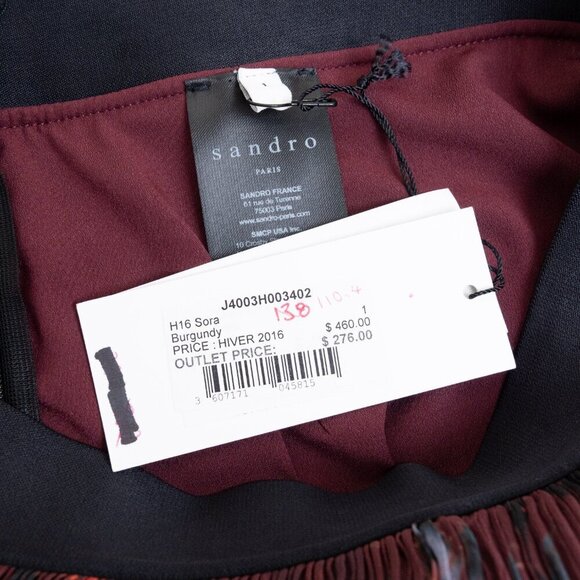 1
sandro
PARIS
SANDRO FRANCE
61 rue de Turenne
75003 Paris
www.sandro-paris.com
SMCP USA Inc.
J4003H003402
138 110.4
H16 Sora 1
Burgundy $ 460.00
PRICE : HIVER 2016 $ 276.00
OUTLET PRICE:
3 607171 045815